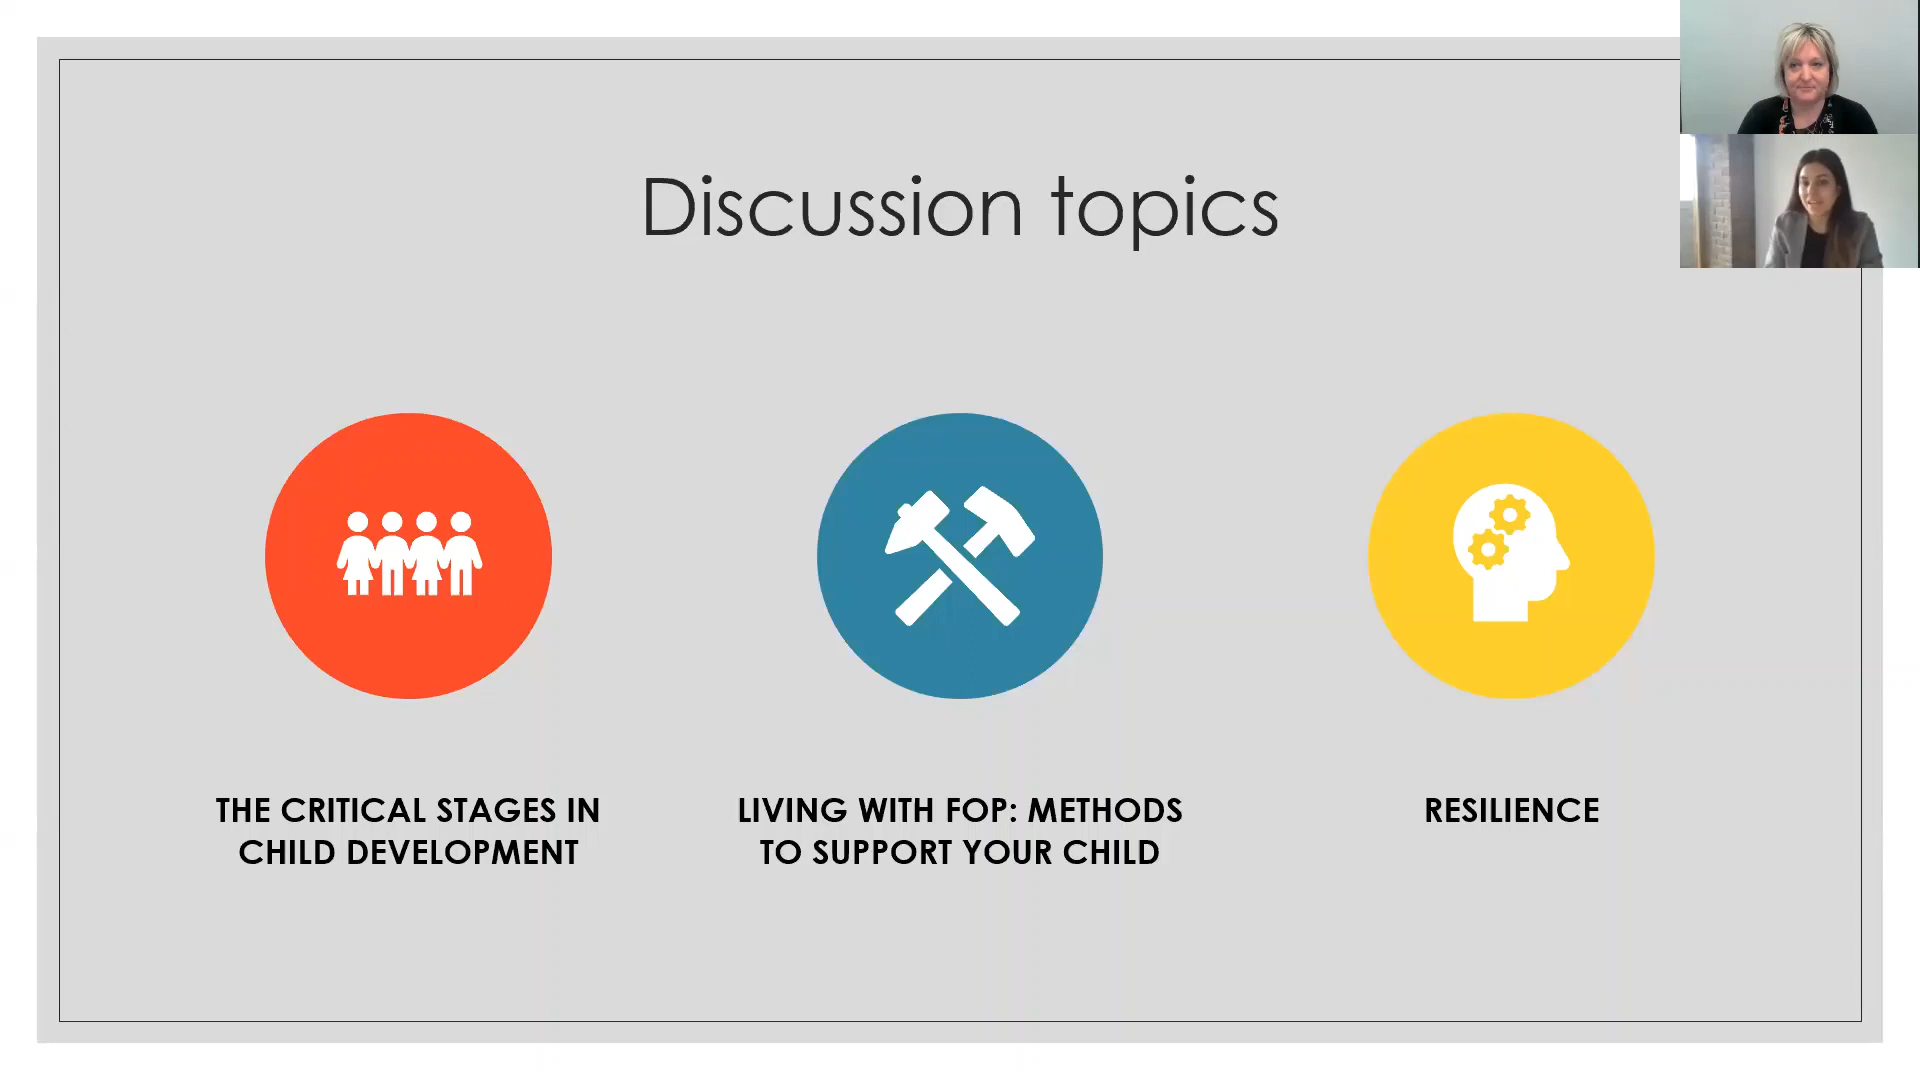 Discussion topics
THE CRITICAL STAGES IN
CHILD DEVELOPMENT
LIVING WITH FOP: METHODS
TO SUPPORT YOUR CHILD
RESILIENCE